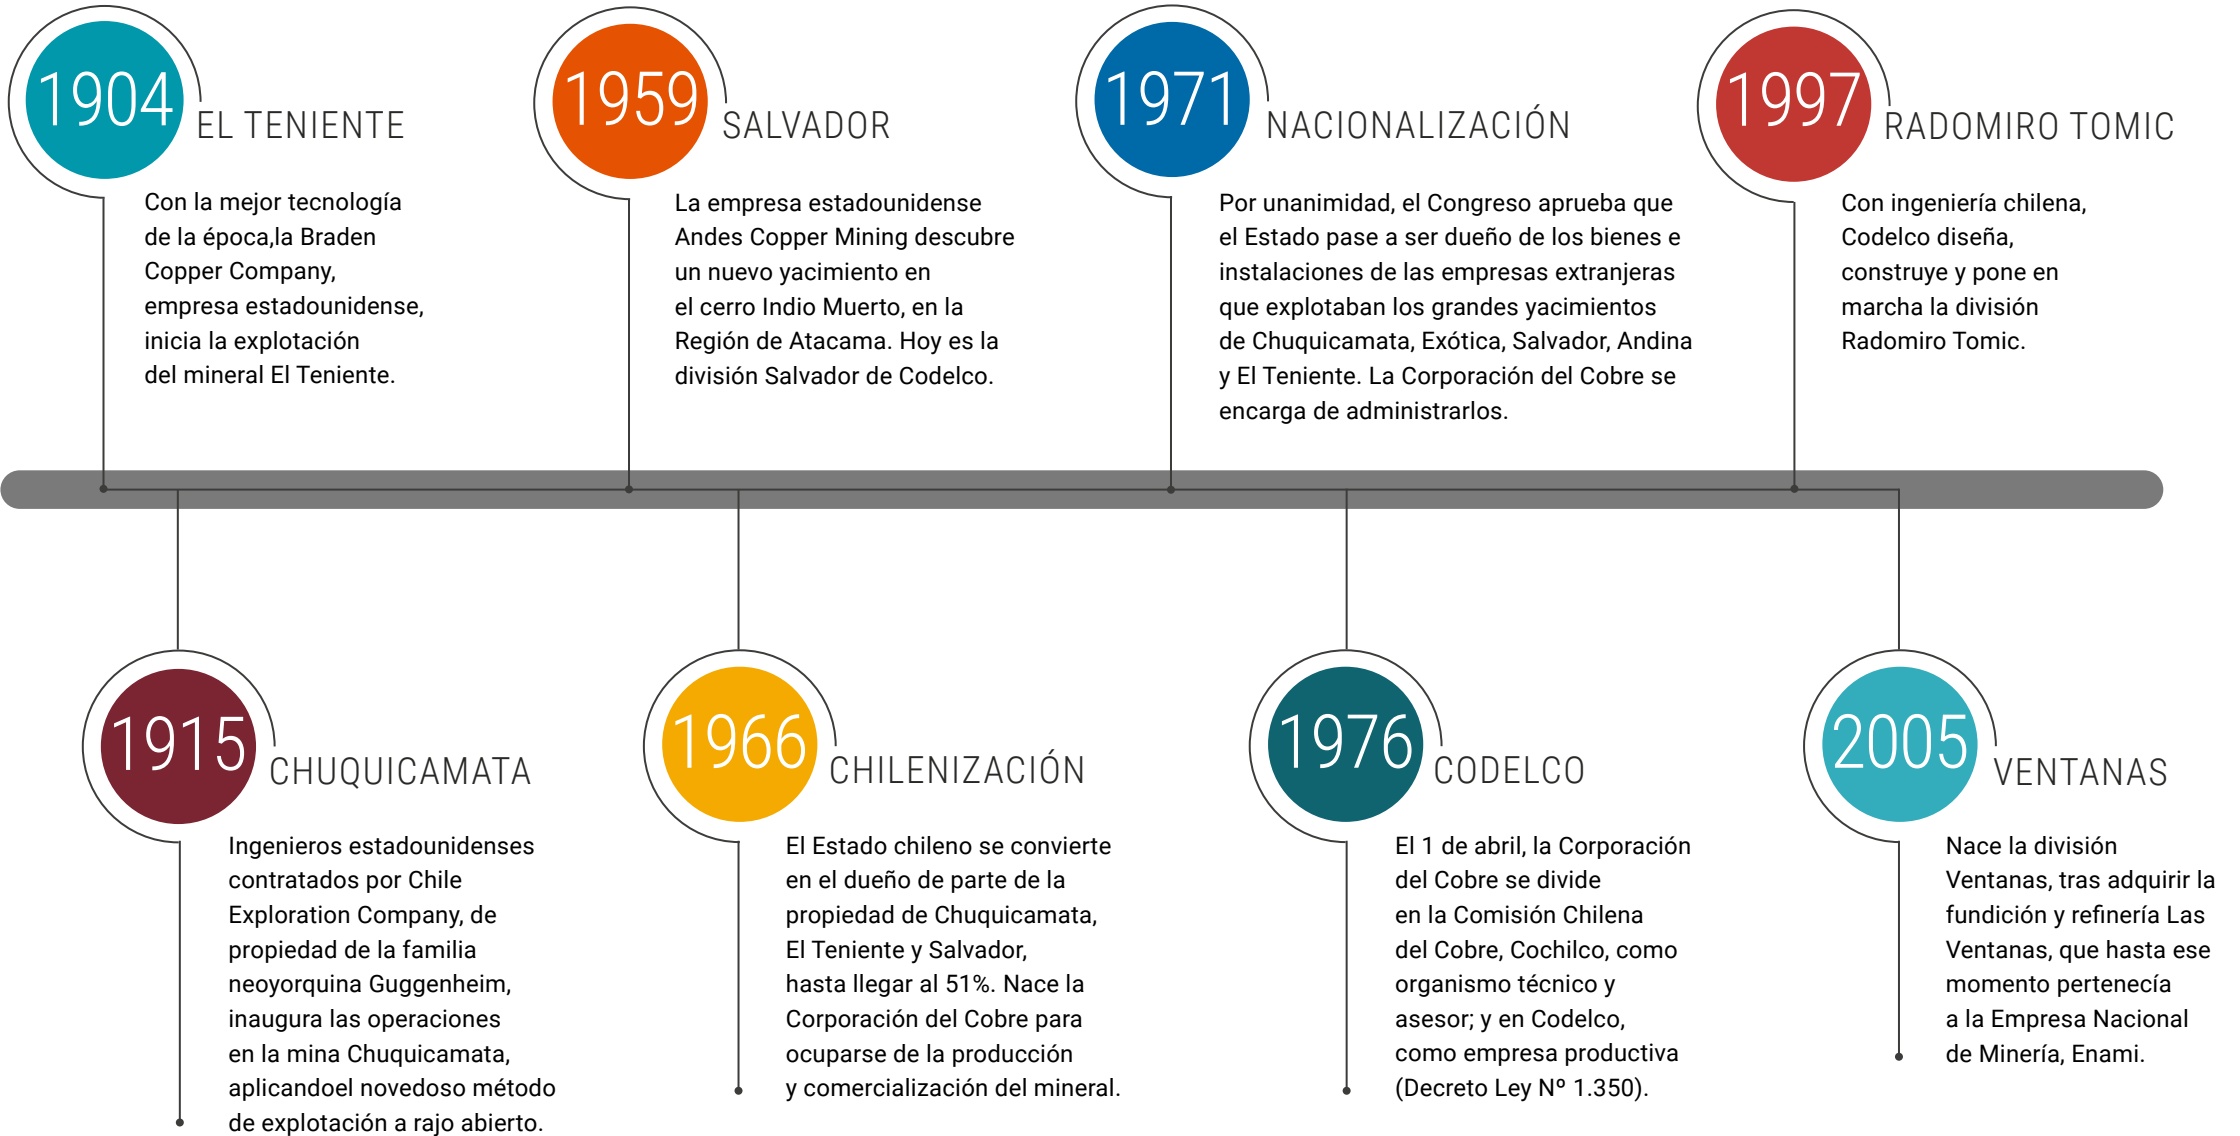 1904
EL TENIENTE
Con la mejor tecnología
de la época,la Braden
Copper Company,
empresa estadounidense,
inicia la explotación
del mineral El Teniente.
1959
SALVADOR
La empresa estadounidense
Andes Copper Mining descubre
un nuevo yacimiento en
el cerro Indio Muerto, en la
Región de Atacama. Hoy es la
división Salvador de Codelco.
1971
NACIONALIZACIÓN
Por unanimidad, el Congreso aprueba que
el Estado pase a ser dueño de los bienes e
instalaciones de las empresas extranjeras
que explotaban los grandes yacimientos
de Chuquicamata, Exótica, Salvador, Andina
y El Teniente. La Corporación del Cobre se
encarga de administrarlos.
1997
RADOMIRO TOMIC
Con ingeniería chilena,
Codelco diseña,
construye y pone en
marcha la división
Radomiro Tomic.
1915
CHUQUICAMATA
Ingenieros estadounidenses
contratados por Chile
Exploration Company, de
propiedad de la familia
neoyorquina Guggenheim,
inaugura las operaciones
en la mina Chuquicamata,
aplicandoel novedoso método
de explotación a rajo abierto.
1966
CHILENIZACIÓN
El Estado chileno se convierte
en el dueño de parte de la
propiedad de Chuquicamata,
El Teniente y Salvador,
hasta llegar al 51%. Nace la
Corporación del Cobre para
ocuparse de la producción
y comercialización del mineral.
1976
CODELCO
El 1 de abril, la Corporación
del Cobre se divide
en la Comisión Chilena
del Cobre, Cochilco, como
organismo técnico y
asesor; y en Codelco,
como empresa productiva
(Decreto Ley Nº 1.350).
2005
VENTANAS
Nace la división
Ventanas, tras adquirir la
fundición y refinería Las
Ventanas, que hasta ese
momento pertenecía
a la Empresa Nacional
de Minería, Enami.